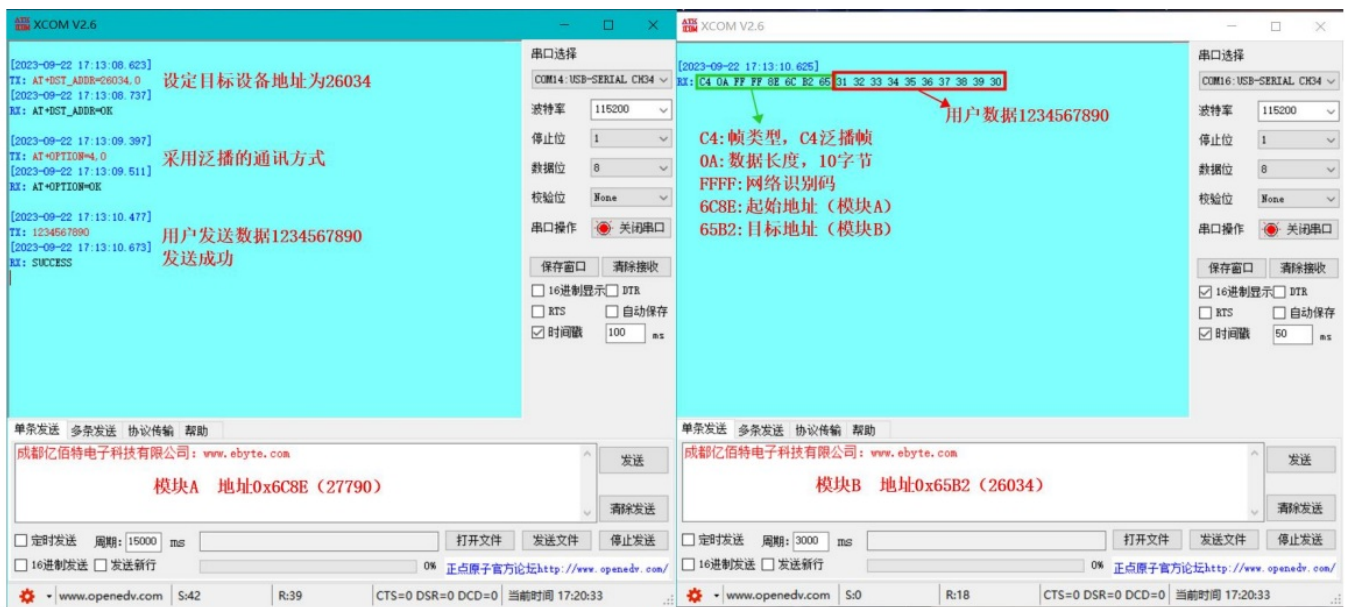 XCOM V2.6
[2023-09-22 17:13:08.623]
TX: AT+DST_ADDR=26034,0
[2023-09-22 17:13:08.737]
RX: AT+DST_ADDR=OK
设定目标设备地址为26034
[2023-09-22 17:13:09.397]
TX: AT+OPTION=4,0
[2023-09-22 17:13:09.511]
RX: AT+OPTION=OK
采用泛播的通讯方式
[2023-09-22 17:13:10.477]
TX: 1234567890
[2023-09-22 17:13:10.673]
RX: SUCCESS
用户发送数据1234567890
发送成功
串口选择
COM14:USB-SERIAL CH34
波特率 115200
停止位 1
数据位 8
校验位 None
串口操作 关闭串口
保存窗口 清除接收
16进制显示 DTR
RTS 自动保存
时间戳 100 ms
单条发送 多条发送 协议传输 帮助
成都亿佰特电子科技有限公司: www.ebyte.com
模块A 地址0x6C8E（27790）
发送
清除发送
定时发送 周期: 15000 ms 打开文件 发送文件 停止发送
16进制发送 发送新行 0% 正点原子官方论坛http://www.openedv.com/
www.openedv.com S:42 R:39 CTS=0 DSR=0 DCD=0 当前时间 17:20:33
XCOM V2.6
[2023-09-22 17:13:10.625]
RX: C4 0A FF FF 8E 6C B2 65 31 32 33 34 35 36 37 38 39 30
用户数据1234567890
C4:帧类型，C4泛播帧
0A:数据长度，10字节
FFFF:网络识别码
6C8E:起始地址（模块A）
65B2:目标地址（模块B）
串口选择
COM16:USB-SERIAL CH34
波特率 115200
停止位 1
数据位 8
校验位 None
串口操作 关闭串口
保存窗口 清除接收
16进制显示 DTR
RTS 自动保存
时间戳 50 ms
单条发送 多条发送 协议传输 帮助
成都亿佰特电子科技有限公司: www.ebyte.com
模块B 地址0x65B2（26034）
发送
清除发送
定时发送 周期: 3000 ms 打开文件 发送文件 停止发送
16进制发送 发送新行 0% 正点原子官方论坛http://www.openedv.com/
www.openedv.com S:0 R:18 CTS=0 DSR=0 DCD=0 当前时间 17:20:33